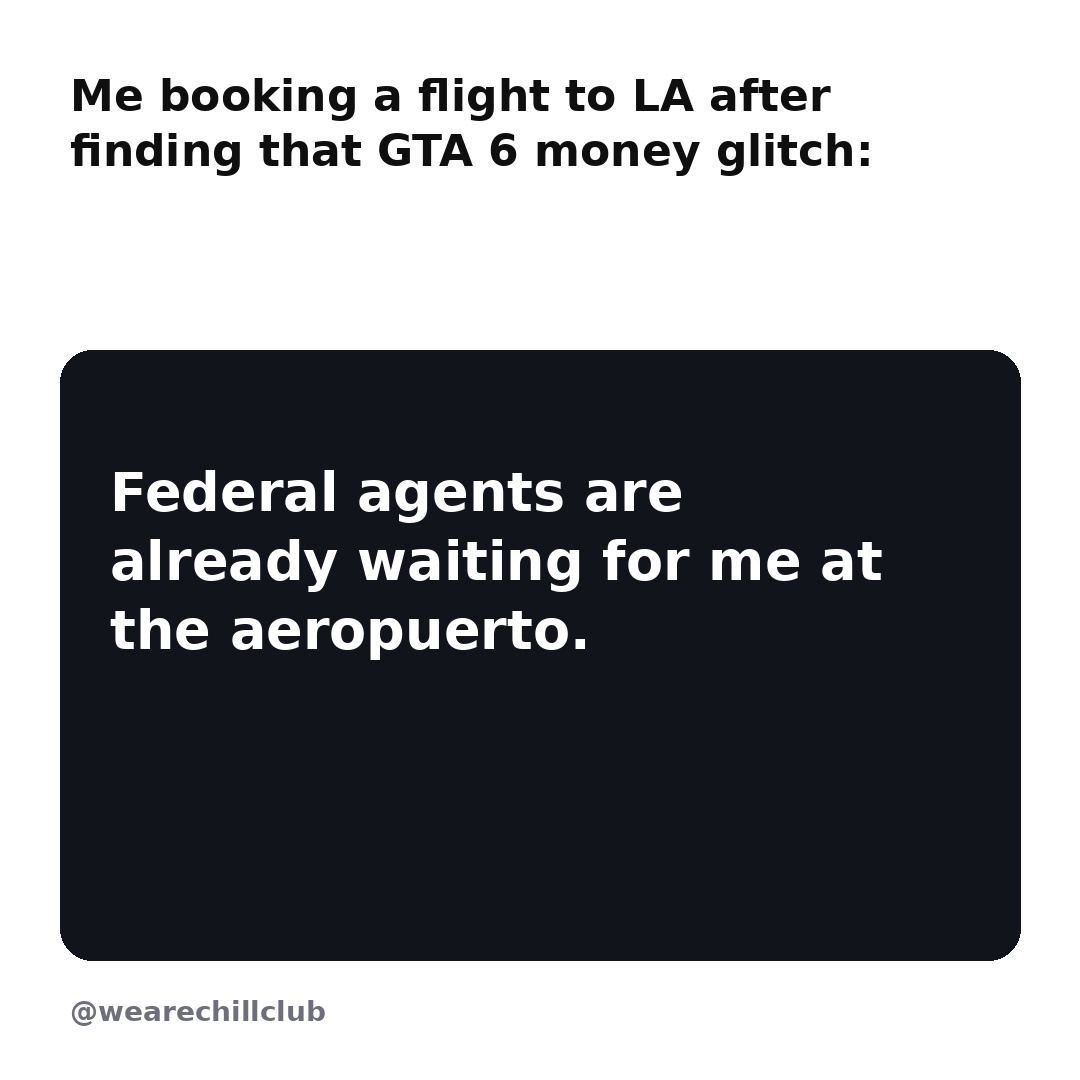 Me booking a flight to LA after
finding that GTA 6 money glitch:
Federal agents are
already waiting for me at
the aeropuerto.
@wearechillclub